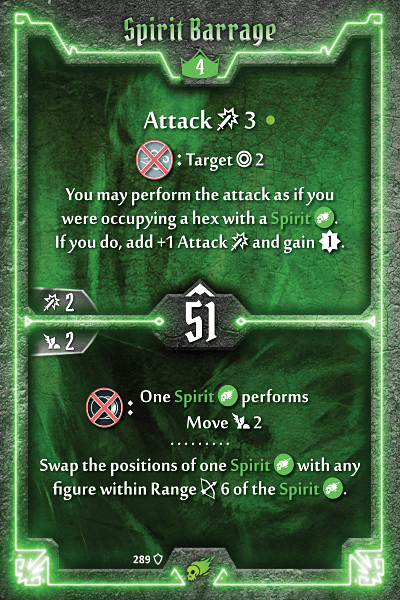 Spirit Barrage
4
Attack 3
: Target 2
You may perform the attack as if you
were occupying a hex with a Spirit .
If you do, add +1 Attack and gain 1 .
2
51
2
: One Spirit performs
Move 2
Swap the positions of one Spirit with any
figure within Range 6 of the Spirit .
289